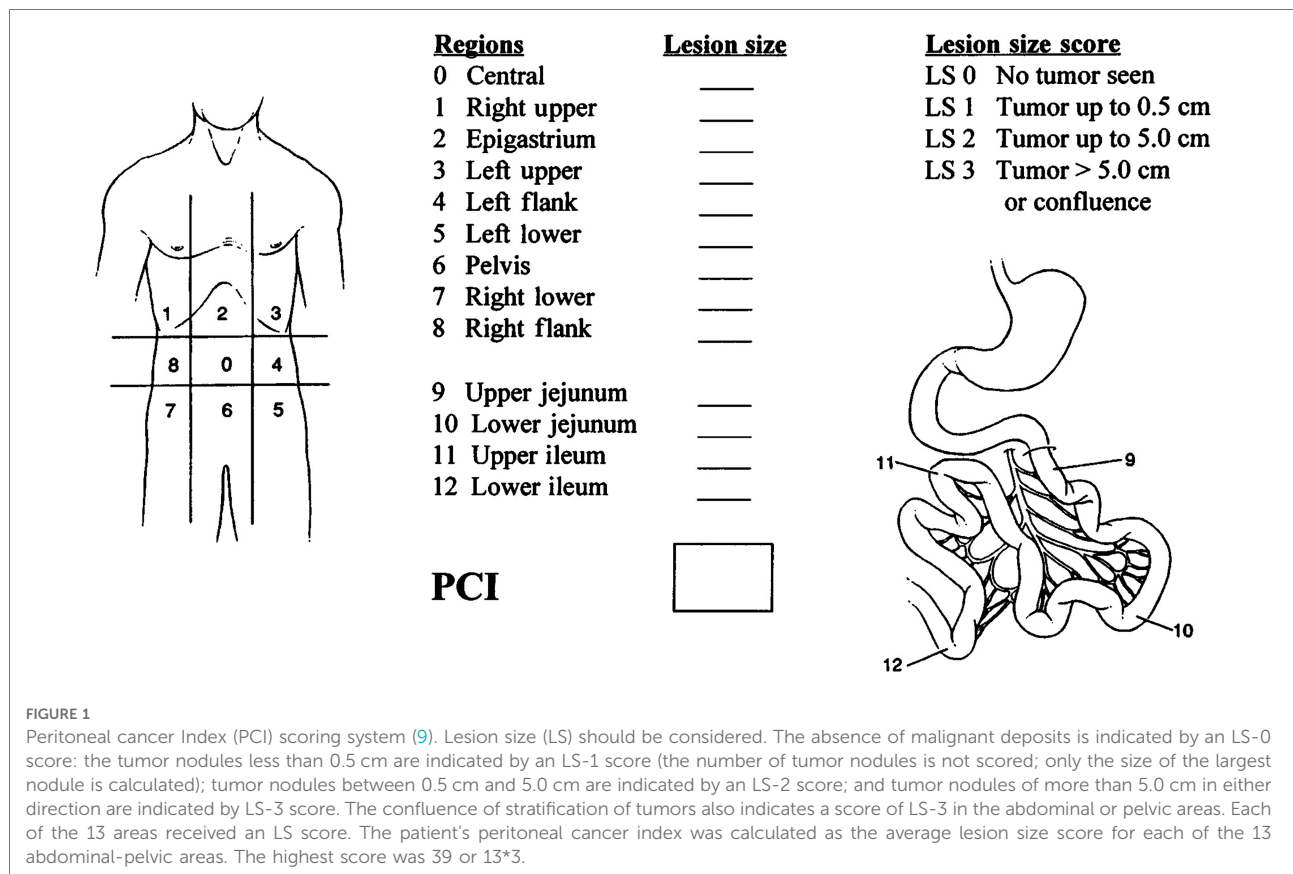 Regions
0 Central
1 Right upper
2 Epigastrium
3 Left upper
4 Left flank
5 Left lower
6 Pelvis
7 Right lower
8 Right flank
9 Upper jejunum
10 Lower jejunum
11 Upper ileum
12 Lower ileum
PCI
Lesion size
Lesion size score
LS 0 No tumor seen
LS 1 Tumor up to 0.5 cm
LS 2 Tumor up to 5.0 cm
LS 3 Tumor > 5.0 cm
or confluence
1 2 3
8 0 4
7 6 5
11
9
10
12
FIGURE 1
Peritoneal cancer Index (PCI) scoring system (9). Lesion size (LS) should be considered. The absence of malignant deposits is indicated by an LS-0
score: the tumor nodules less than 0.5 cm are indicated by an LS-1 score (the number of tumor nodules is not scored; only the size of the largest
nodule is calculated); tumor nodules between 0.5 cm and 5.0 cm are indicated by an LS-2 score; and tumor nodules of more than 5.0 cm in either
direction are indicated by LS-3 score. The confluence of stratification of tumors also indicates a score of LS-3 in the abdominal or pelvic areas. Each
of the 13 areas received an LS score. The patient's peritoneal cancer index was calculated as the average lesion size score for each of the 13
abdominal-pelvic areas. The highest score was 39 or 13*3.